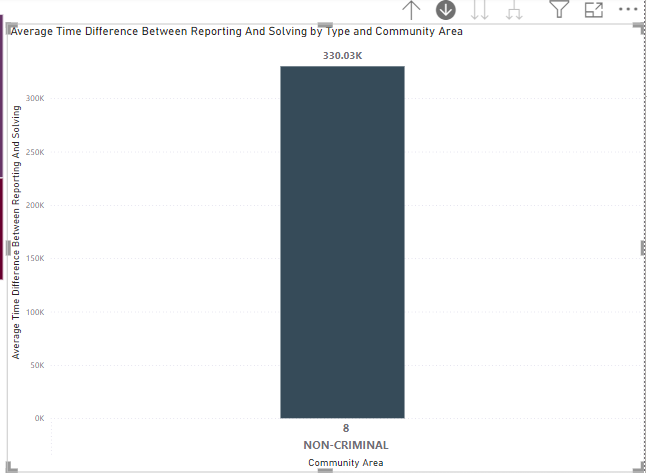 Average Time Difference Between Reporting And Solving by Type and Community Area
330.03K
300K
250K
200K
150K
100K
50K
0K
Average Time Difference Between Reporting And Solving
8
NON-CRIMINAL
Community Area